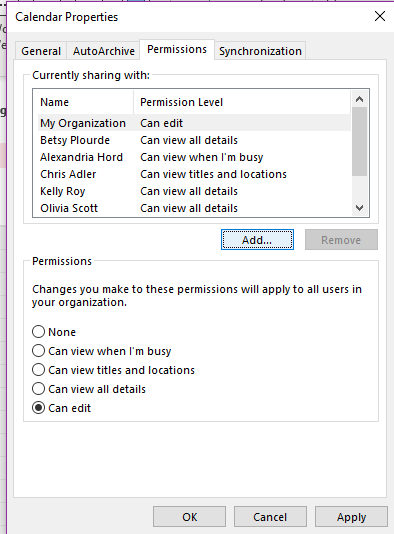 Calendar Properties
General AutoArchive Permissions Synchronization
Currently sharing with:
Name Permission Level
My Organization Can edit
Betsy Plourde Can view all details
Alexandria Hord Can view when I'm busy
Chris Adler Can view titles and locations
Kelly Roy Can view all details
Olivia Scott Can view all details
Add... Remove
Permissions
Changes you make to these permissions will apply to all users in
your organization.
None
Can view when I'm busy
Can view titles and locations
Can view all details
Can edit
OK Cancel Apply